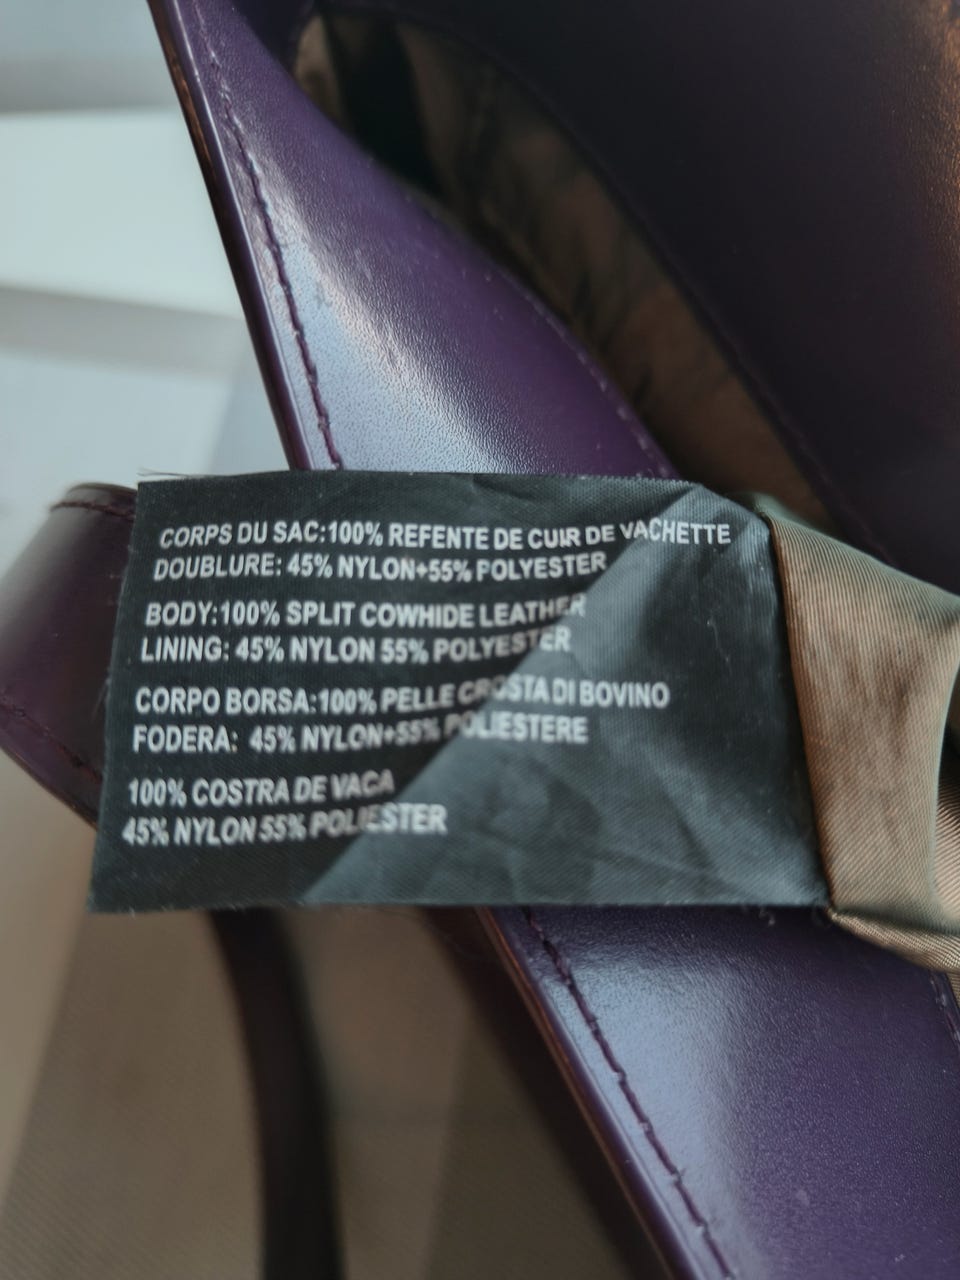 CORPS DU SAC:100% REFENTE DE CUIR DE VACHETTE
DOUBLURE: 45% NYLON+55% POLYESTER
BODY:100% SPLIT COWHIDE LEATHER
LINING: 45% NYLON 55% POLYESTER
CORPO BORSA:100% PELLE CROSTA DI BOVINO
FODERA: 45% NYLON+55% POLIESTERE
100% COSTRA DE VACA
45% NYLON 55% POLIESTER